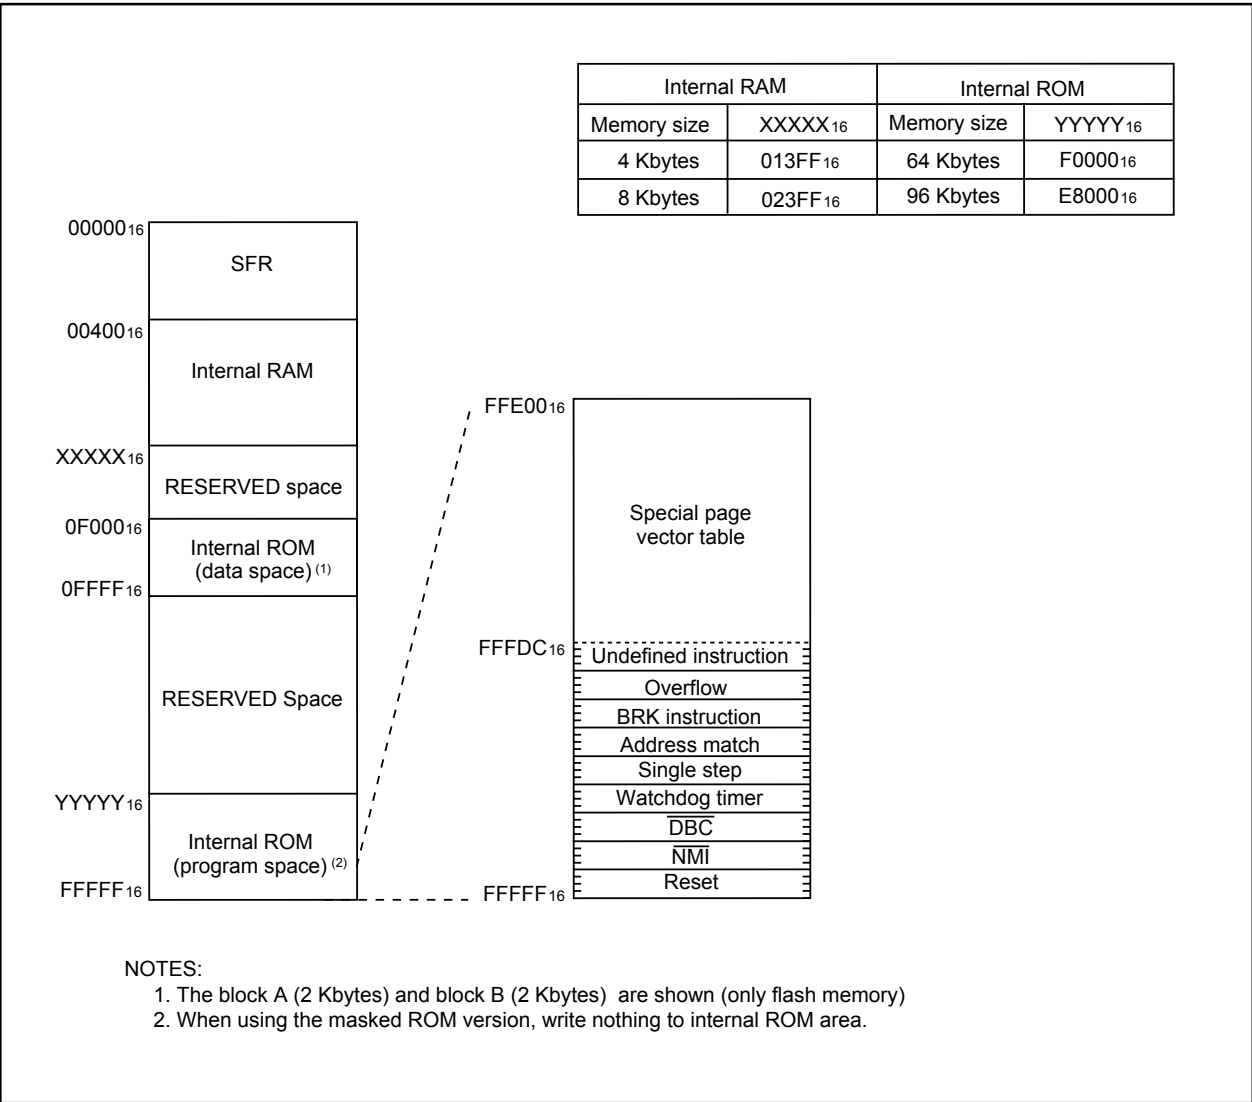 Internal RAM Internal ROM
Memory size XXXXX16 Memory size YYYYY16
4 Kbytes 013FF16 64 Kbytes F000016
8 Kbytes 023FF16 96 Kbytes E800016
0000016
SFR
0040016
Internal RAM
XXXXX16
RESERVED space
0F00016
Internal ROM
(data space) (1)
0FFFF16
RESERVED Space
YYYYY16
Internal ROM
(program space) (2)
FFFFF16
FFE0016
Special page
vector table
FFFDC16
Undefined instruction
Overflow
BRK instruction
Address match
Single step
Watchdog timer
DBC
NMI
Reset
FFFFF16
NOTES:
1. The block A (2 Kbytes) and block B (2 Kbytes) are shown (only flash memory)
2. When using the masked ROM version, write nothing to internal ROM area.